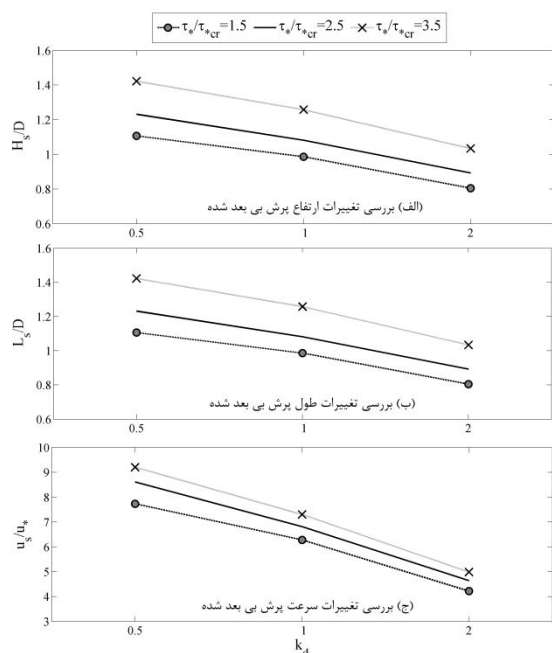 τ*/τ*cr=1.5 τ*/τ*cr=2.5 τ*/τ*cr=3.5
1.6
1.4
1.2
1
0.8
0.6
Hs/D
(الف) بررسی تغییرات ارتفاع پرش بی بعد شده
0.5 1 2
1.6
1.4
1.2
1
0.8
0.6
Ls/D
(ب) بررسی تغییرات طول پرش بی بعد شده
0.5 1 2
10
9
8
7
6
5
4
3
us/u*
(ج) بررسی تغییرات سرعت پرش بی بعد شده
0.5 1 2
kd